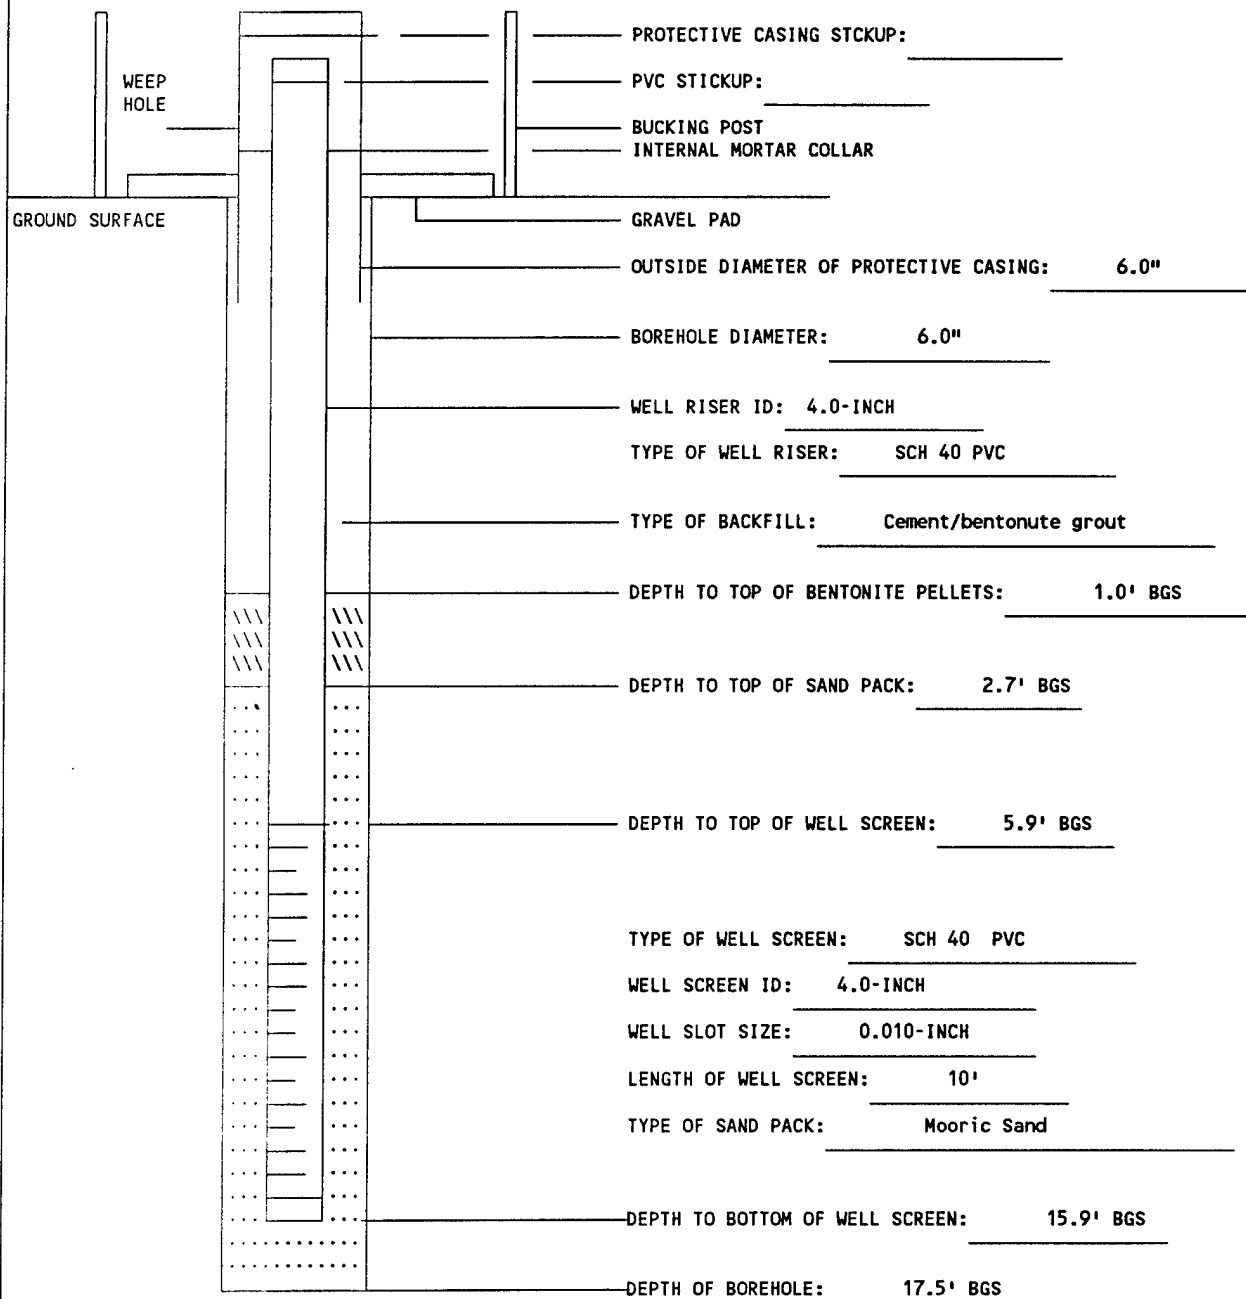 PROTECTIVE CASING STCKUP:
WEEP
HOLE
PVC STICKUP:
BUCKING POST
INTERNAL MORTAR COLLAR
GROUND SURFACE
GRAVEL PAD
OUTSIDE DIAMETER OF PROTECTIVE CASING: 6.0"
BOREHOLE DIAMETER: 6.0"
WELL RISER ID: 4.0-INCH
TYPE OF WELL RISER: SCH 40 PVC
TYPE OF BACKFILL: Cement/bentonute grout
DEPTH TO TOP OF BENTONITE PELLETS: 1.0' BGS
DEPTH TO TOP OF SAND PACK: 2.7' BGS
DEPTH TO TOP OF WELL SCREEN: 5.9' BGS
TYPE OF WELL SCREEN: SCH 40 PVC
WELL SCREEN ID: 4.0-INCH
WELL SLOT SIZE: 0.010-INCH
LENGTH OF WELL SCREEN: 10'
TYPE OF SAND PACK: Mooric Sand
DEPTH TO BOTTOM OF WELL SCREEN: 15.9' BGS
DEPTH OF BOREHOLE: 17.5' BGS